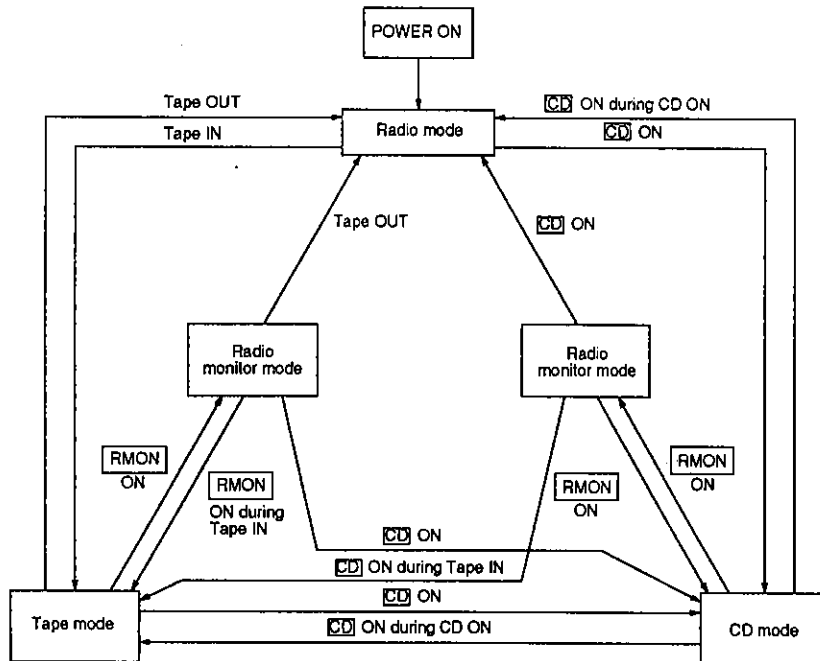 POWER ON
Tape OUT
CD ON during CD ON
Radio mode
Tape IN
CD ON
Tape OUT
CD ON
Radio
monitor mode
Radio
monitor mode
RMON
ON
RMON
ON during
Tape IN
RMON
ON
RMON
ON
CD ON
CD ON during Tape IN
CD ON
Tape mode
CD ON during CD ON
CD mode